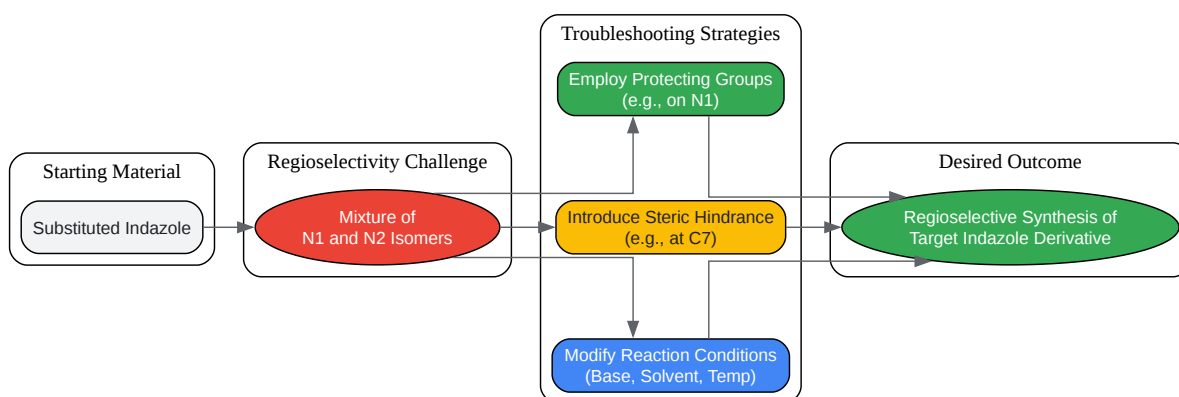 Starting Material
Substituted Indazole
Regioselectivity Challenge
Mixture of
N1 and N2 Isomers
Troubleshooting Strategies
Employ Protecting Groups
(e.g., on N1)
Introduce Steric Hindrance
(e.g., at C7)
Modify Reaction Conditions
(Base, Solvent, Temp)
Desired Outcome
Regioselective Synthesis of
Target Indazole Derivative